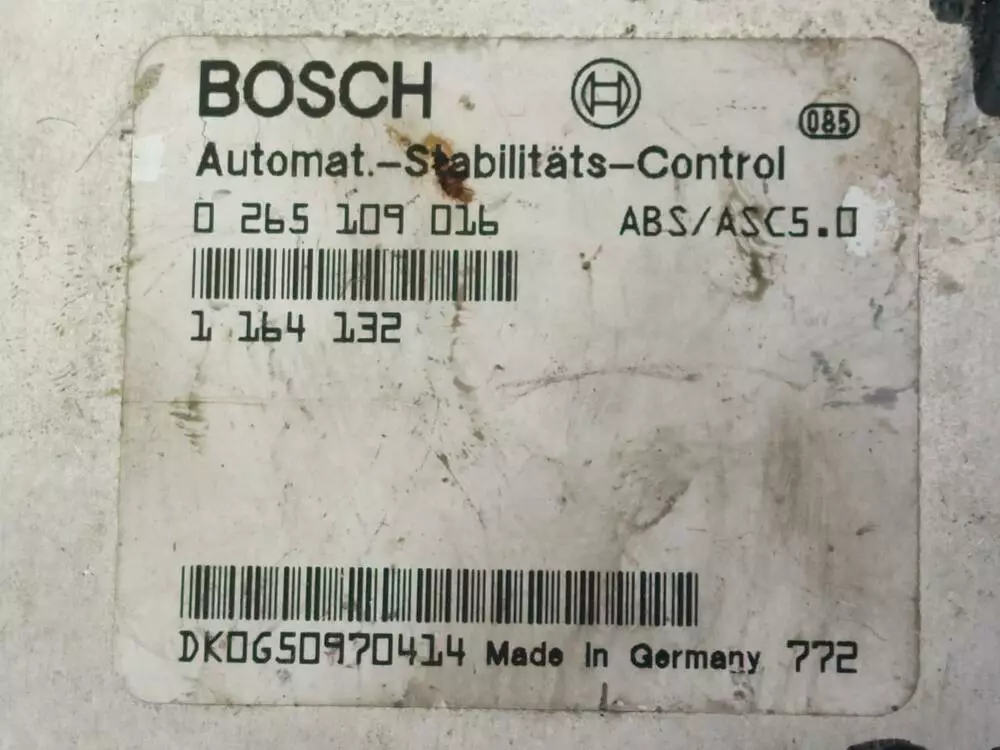 BOSCH
085
Automat.-Stabilitäts-Control
0 265 109 016 ABS/ASC5.0
1 164 132
DK0650970414 Made in Germany 772